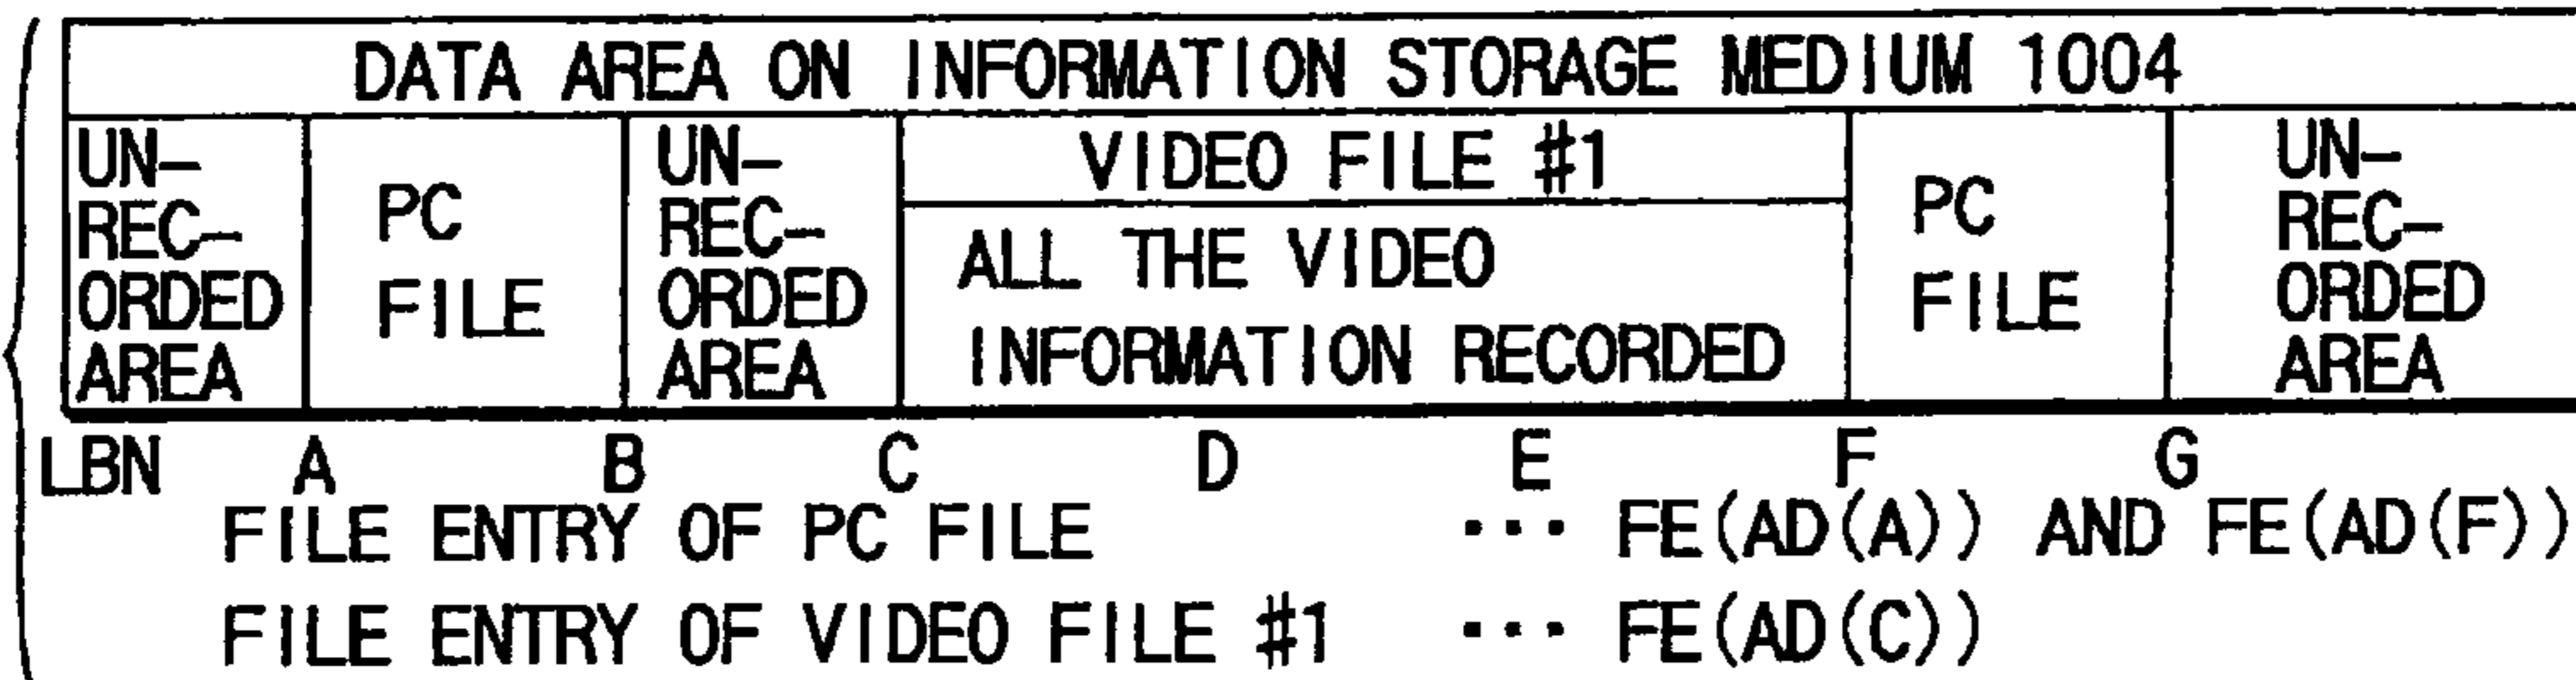 DATA AREA ON INFORMATION STORAGE MEDIUM 1004
UN-
REC-
ORDED
AREA
PC
FILE
UN-
REC-
ORDED
AREA
VIDEO FILE #1
ALL THE VIDEO
INFORMATION RECORDED
PC
FILE
UN-
REC-
ORDED
AREA
LBN A B C D E F G
FILE ENTRY OF PC FILE ··· FE(AD(A)) AND FE(AD(F))
FILE ENTRY OF VIDEO FILE #1 ··· FE(AD(C))